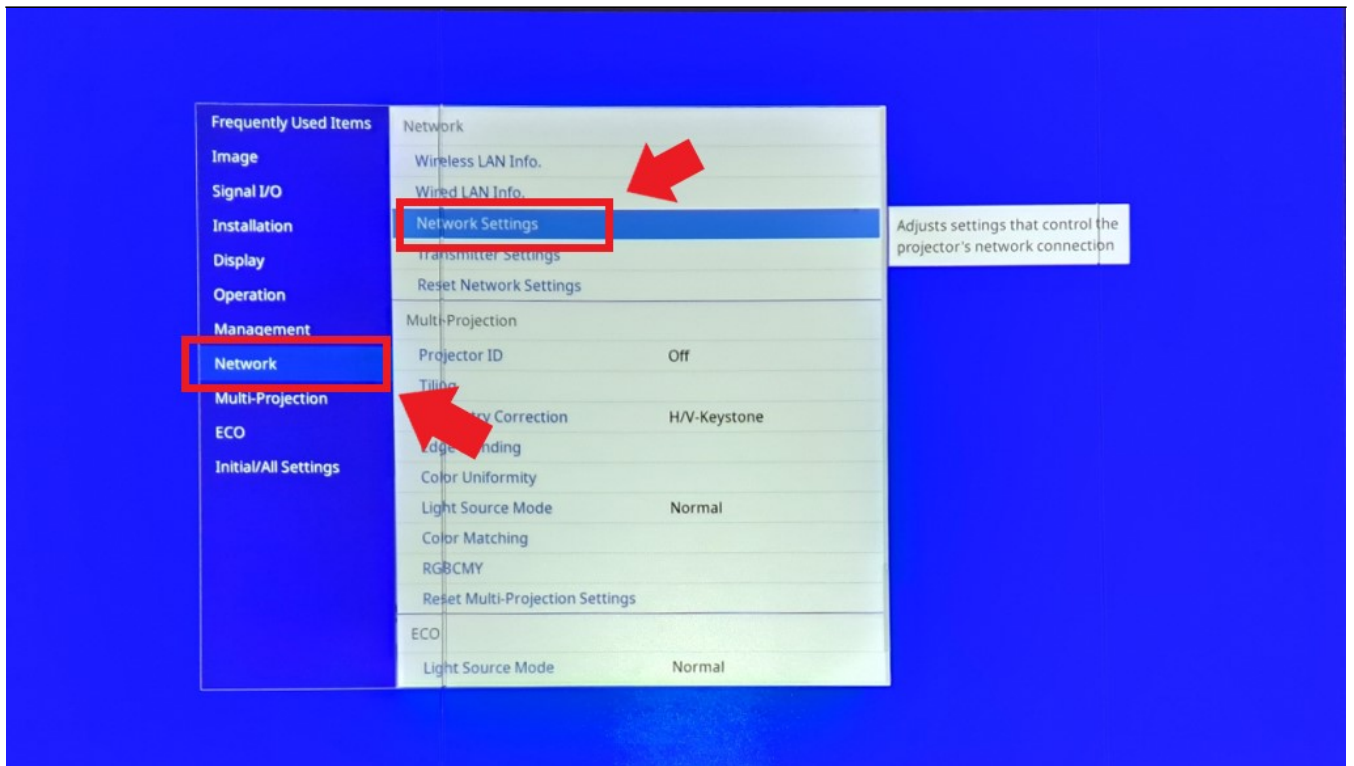 Frequently Used Items
Image
Signal I/O
Installation
Display
Operation
Management
Network
Multi-Projection
ECO
Initial/All Settings
Network
Wireless LAN Info.
Wired LAN Info.
Network Settings
Transmitter Settings
Reset Network Settings
Multi-Projection
Projector ID Off
Tiling
Correction H/V-Keystone
Color Uniformity
Light Source Mode Normal
Color Matching
RGBCMY
Reset Multi-Projection Settings
ECO
Light Source Mode Normal
Adjusts settings that control the
projector's network connection